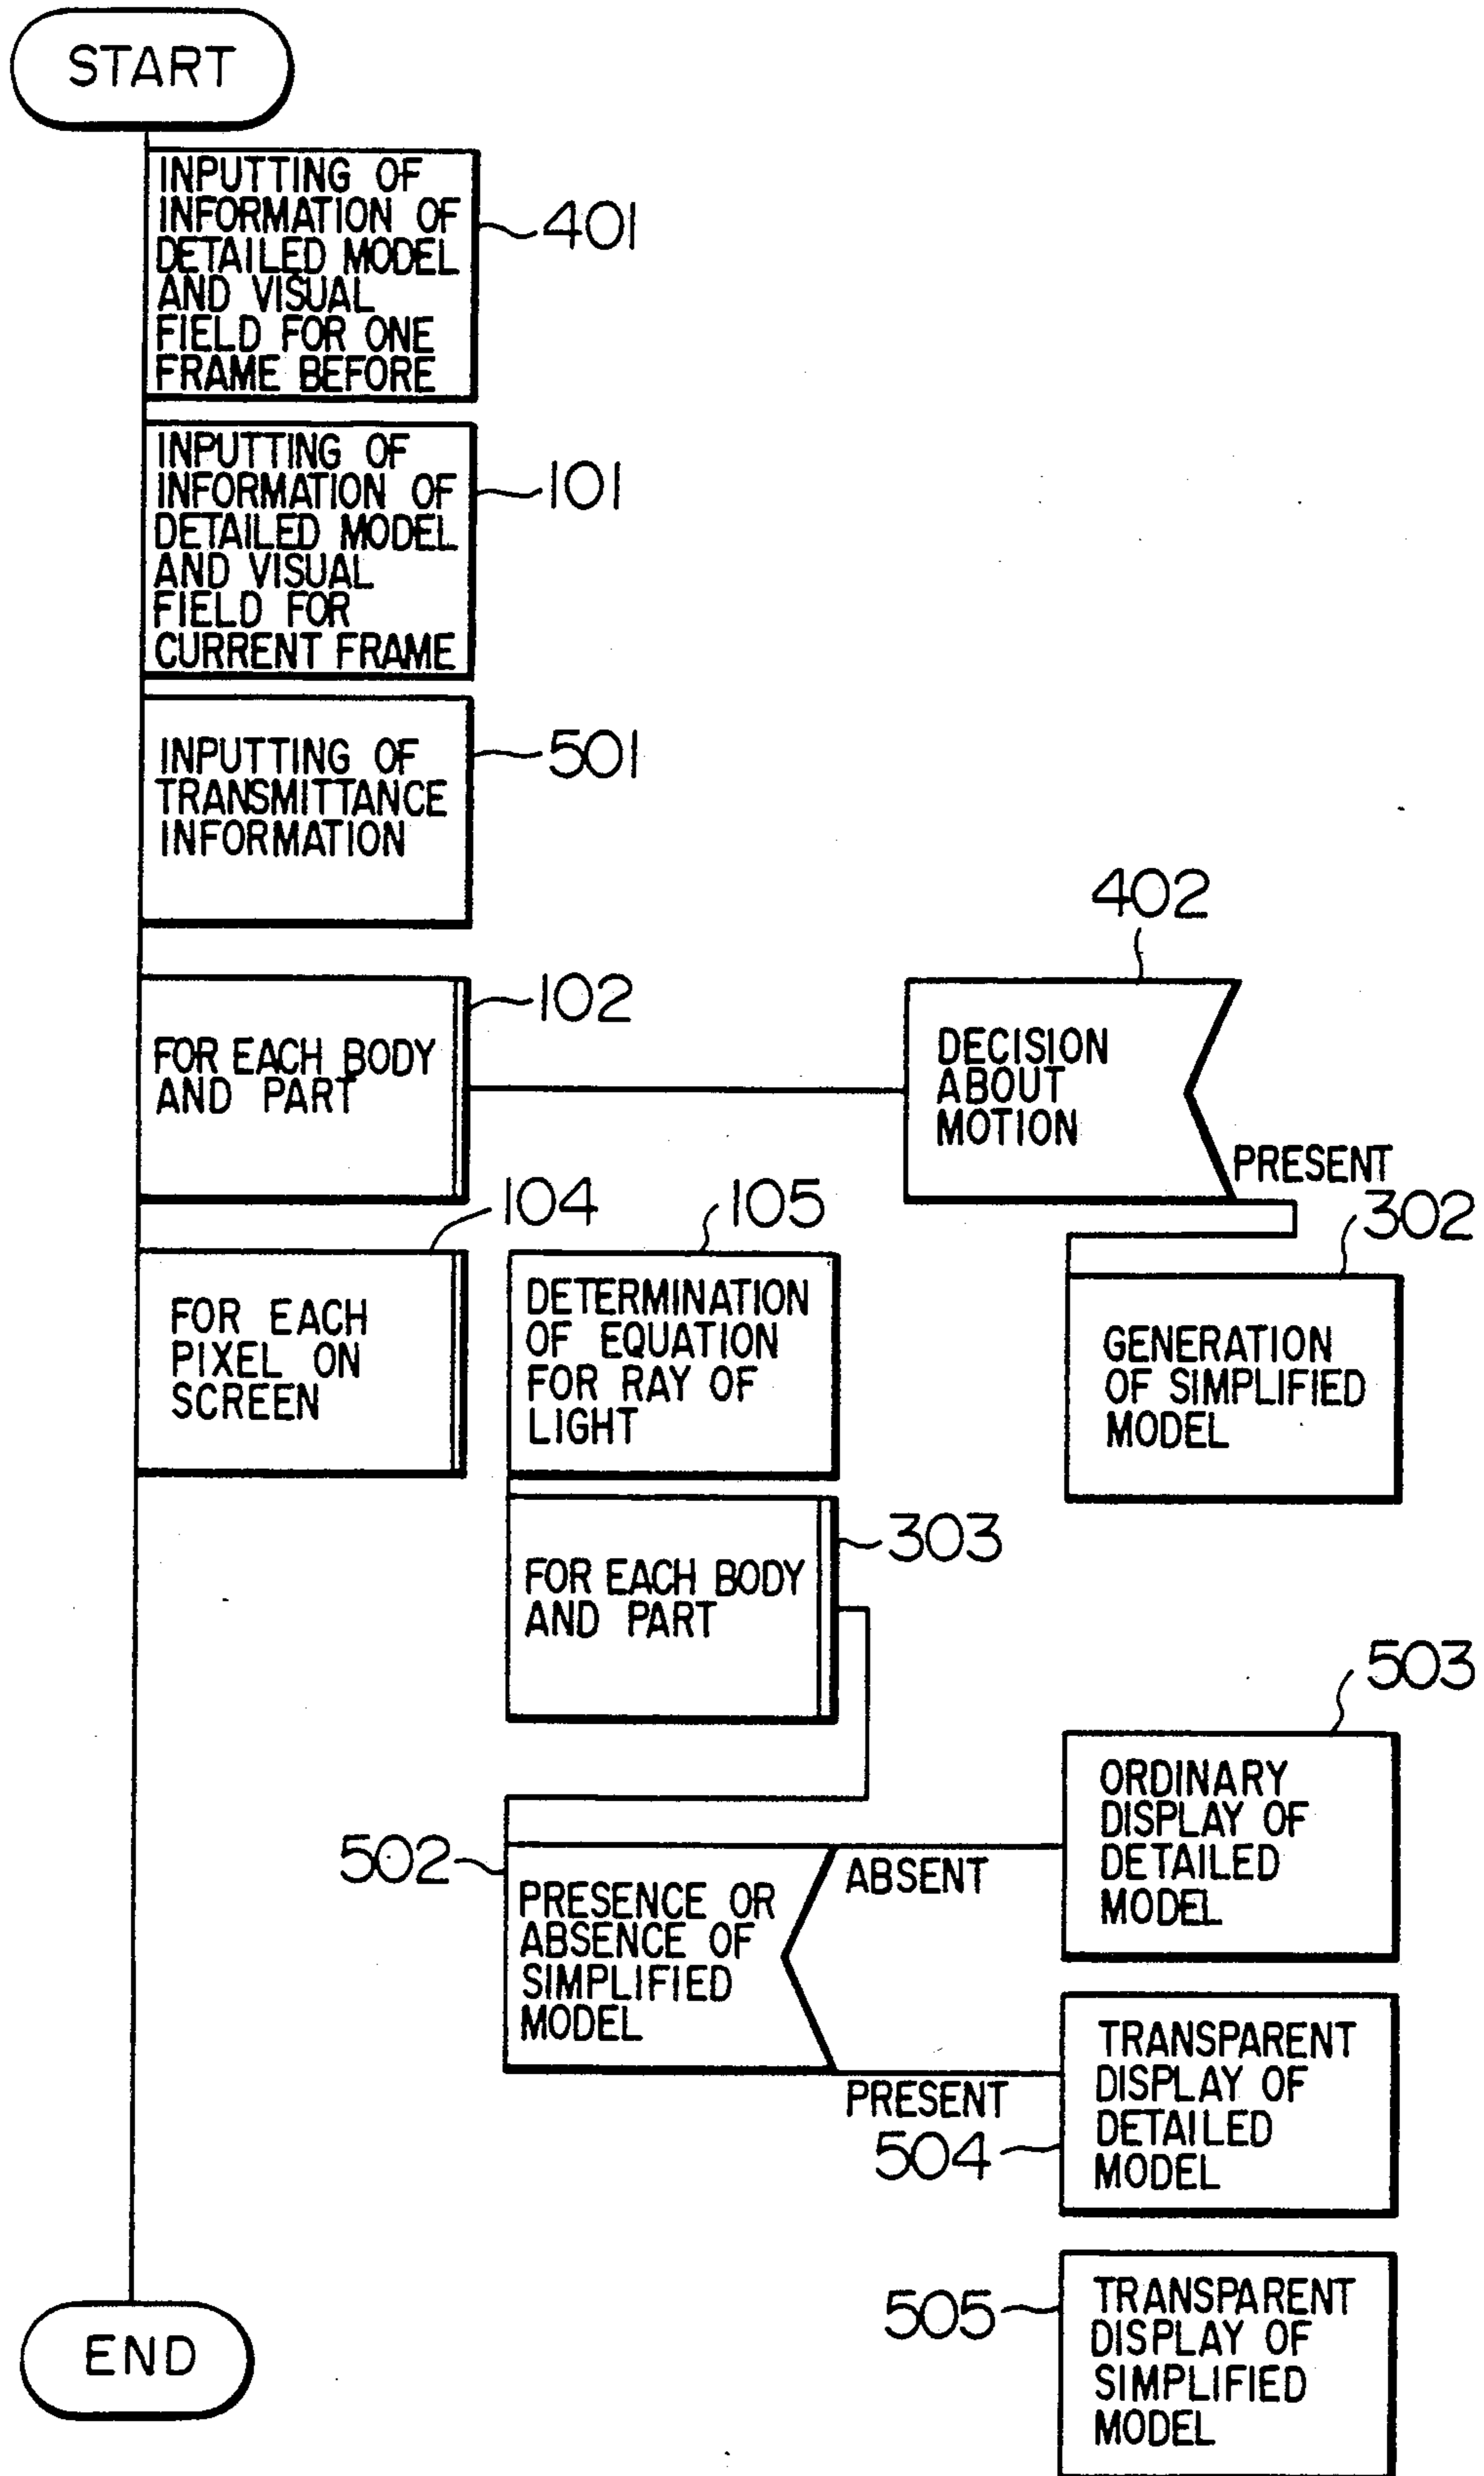 START
INPUTTING OF
INFORMATION OF
DETAILED MODEL
AND VISUAL
FIELD FOR ONE
FRAME BEFORE
401
INPUTTING OF
INFORMATION OF
DETAILED MODEL
AND VISUAL
FIELD FOR
CURRENT FRAME
101
INPUTTING OF
TRANSMITTANCE
INFORMATION
501
FOR EACH BODY
AND PART
102
402
DECISION
ABOUT
MOTION
PRESENT
302
GENERATION
OF SIMPLIFIED
MODEL
104
FOR EACH
PIXEL ON
SCREEN
105
DETERMINATION
OF EQUATION
FOR RAY OF
LIGHT
303
FOR EACH BODY
AND PART
502
PRESENCE OR
ABSENCE OF
SIMPLIFIED
MODEL
ABSENT
503
ORDINARY
DISPLAY OF
DETAILED
MODEL
PRESENT
504
TRANSPARENT
DISPLAY OF
DETAILED
MODEL
505
TRANSPARENT
DISPLAY OF
SIMPLIFIED
MODEL
END